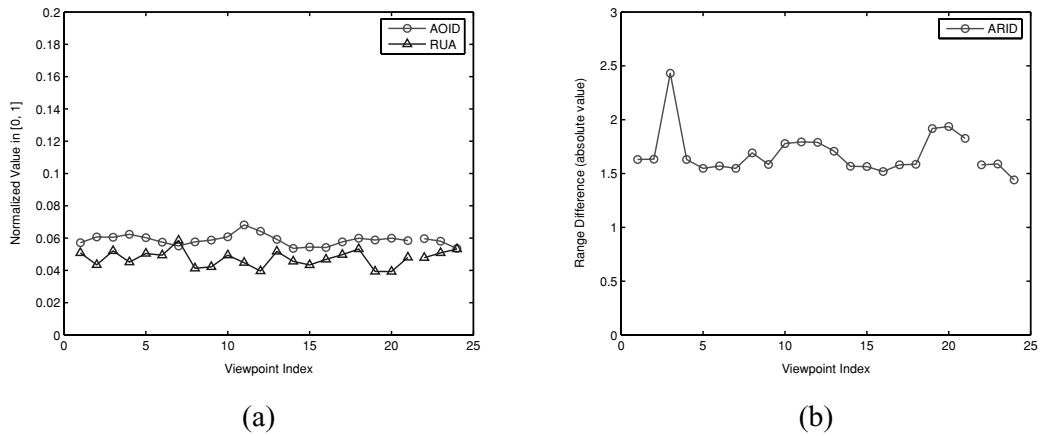 0.2
0.18
0.16
0.14
0.12
0.1
0.08
0.06
0.04
0.02
0
Normalized Value in [0, 1]
AOID
RUA
0 5 10 15 20 25
Viewpoint Index
(a)
3
2.5
2
1.5
1
0.5
0
Range Difference (absolute value)
ARID
0 5 10 15 20 25
Viewpoint Index
(b)